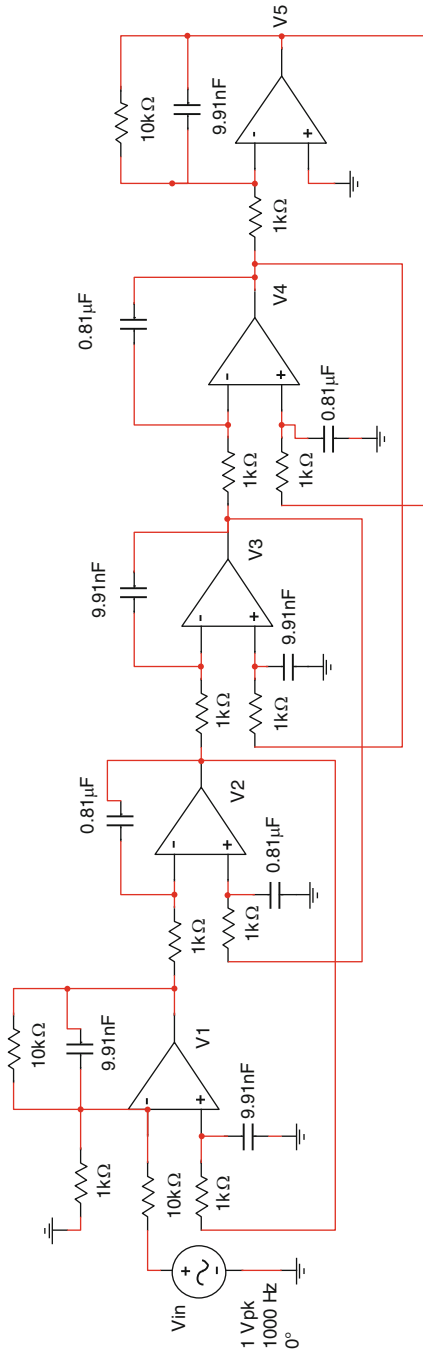 Vin
+
-
1 Vpk
1000 Hz
0°
1kΩ
10kΩ
1kΩ
10kΩ
9.91nF
-
+
V1
9.91nF
1kΩ
1kΩ
0.81µF
-
+
V2
0.81µF
1kΩ
1kΩ
9.91nF
-
+
V3
9.91nF
1kΩ
1kΩ
0.81µF
-
+
V4
0.81µF
1kΩ
10kΩ
9.91nF
-
+
V5